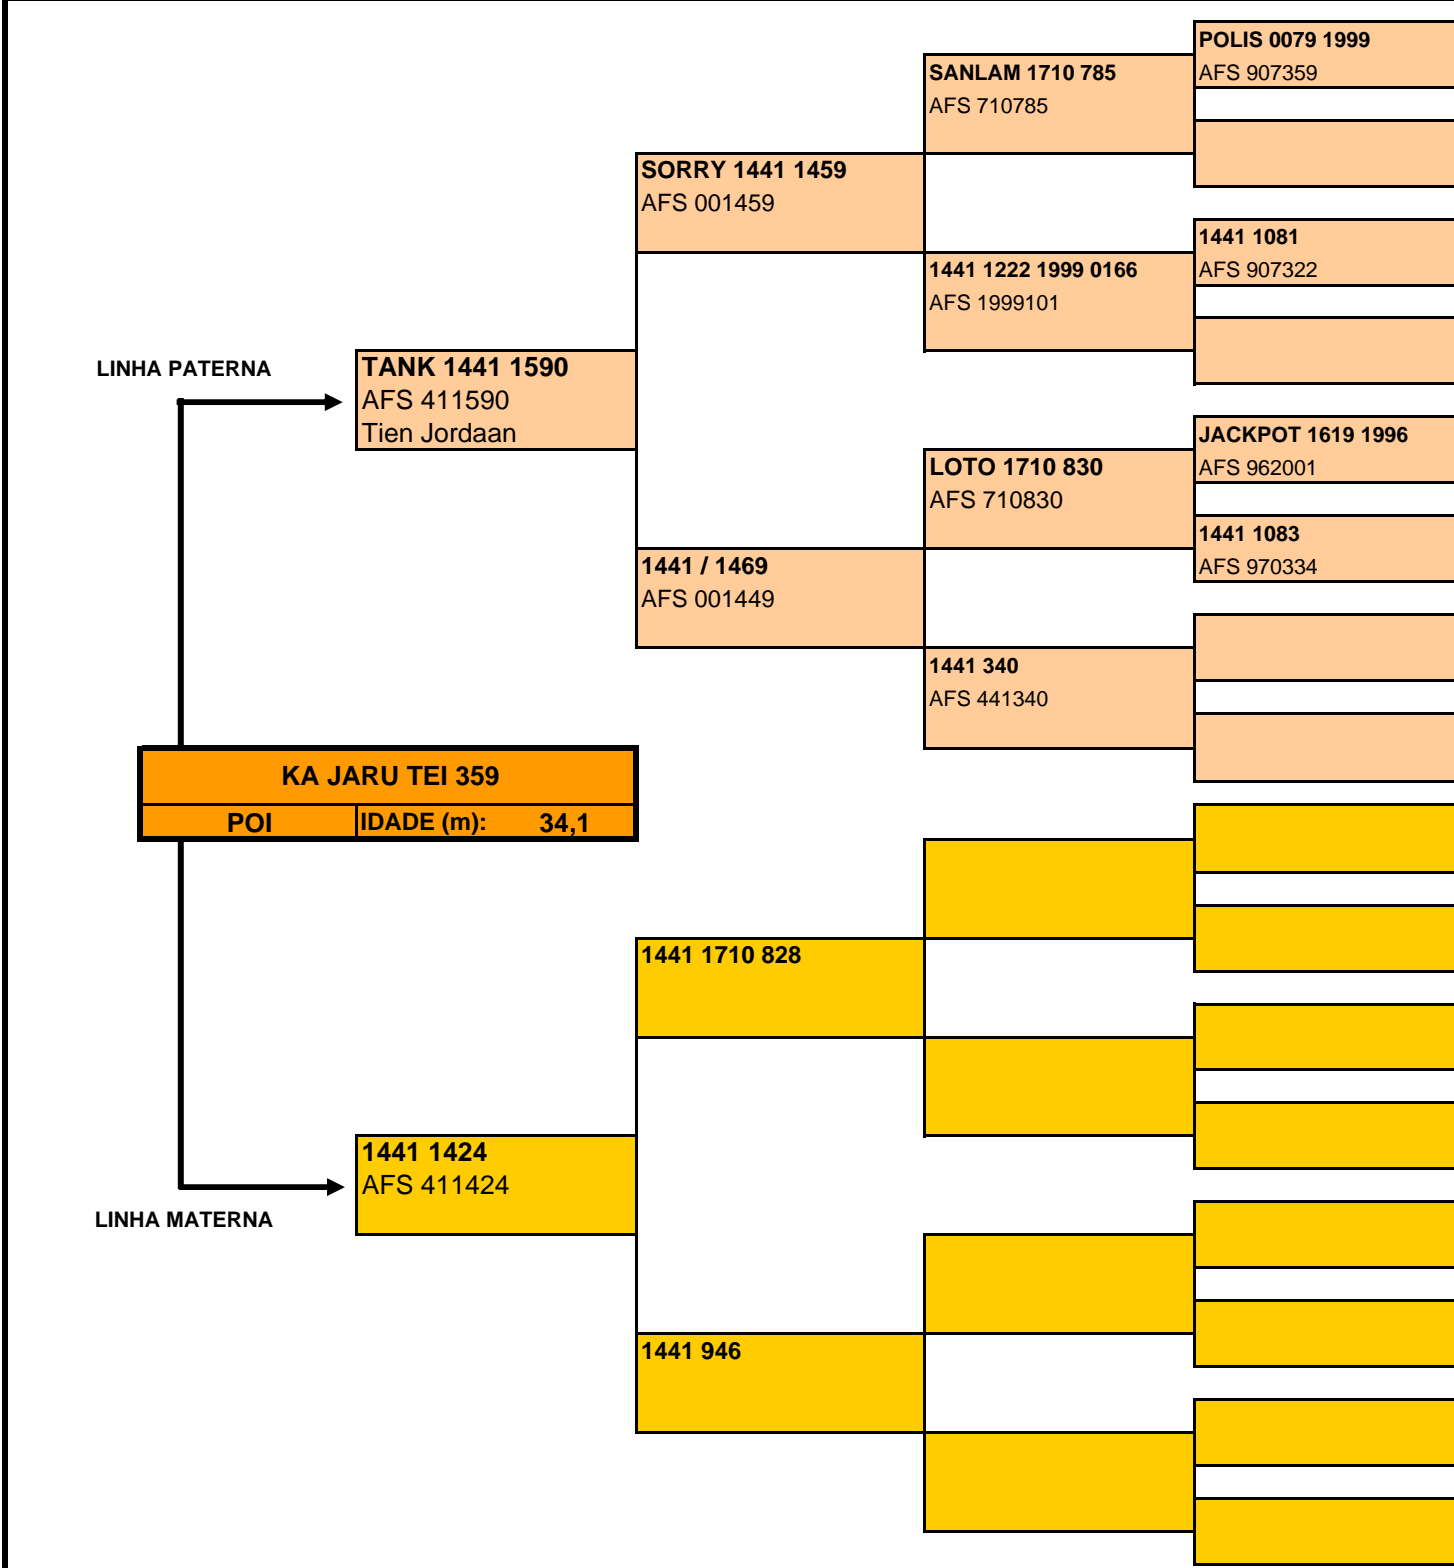 POLIS 0079 1999
AFS 907359
SANLAM 1710 785
AFS 710785
SORRY 1441 1459
AFS 001459
1441 1081
AFS 907322
1441 1222 1999 0166
AFS 1999101
LINHA PATERNA
TANK 1441 1590
AFS 411590
Tien Jordaan
JACKPOT 1619 1996
AFS 962001
LOTO 1710 830
AFS 710830
1441 1083
AFS 970334
1441 / 1469
AFS 001449
1441 340
AFS 441340
KA JARU TEI 359
POI IDADE (m): 34,1
1441 1710 828
1441 1424
AFS 411424
LINHA MATERNA
1441 946